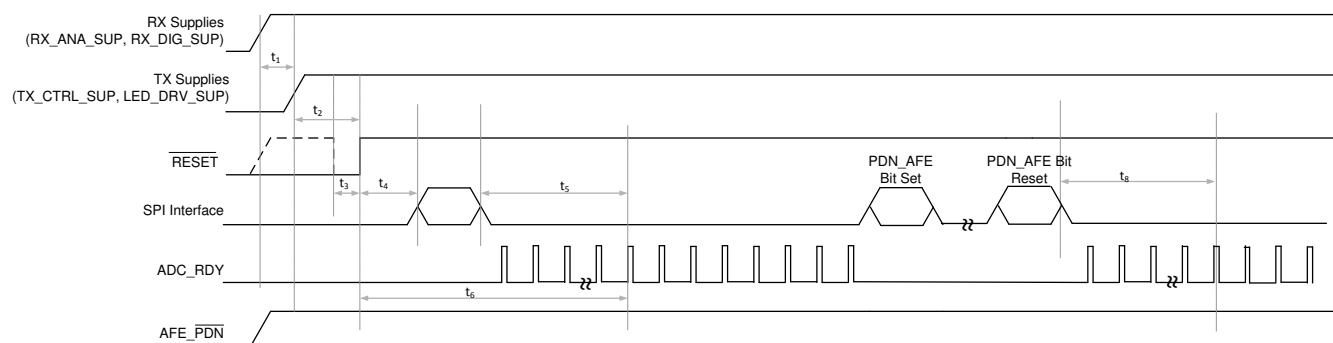 RX Supplies
(RX_ANA_SUP, RX_DIG_SUP)
t1
TX Supplies
(TX_CTRL_SUP, LED_DRV_SUP)
t2
RESET
PDN_AFE
Bit Set
PDN_AFE Bit
Reset
t3
t4
t5
t8
SPI Interface
ADC_RDY
t6
AFE_PDN